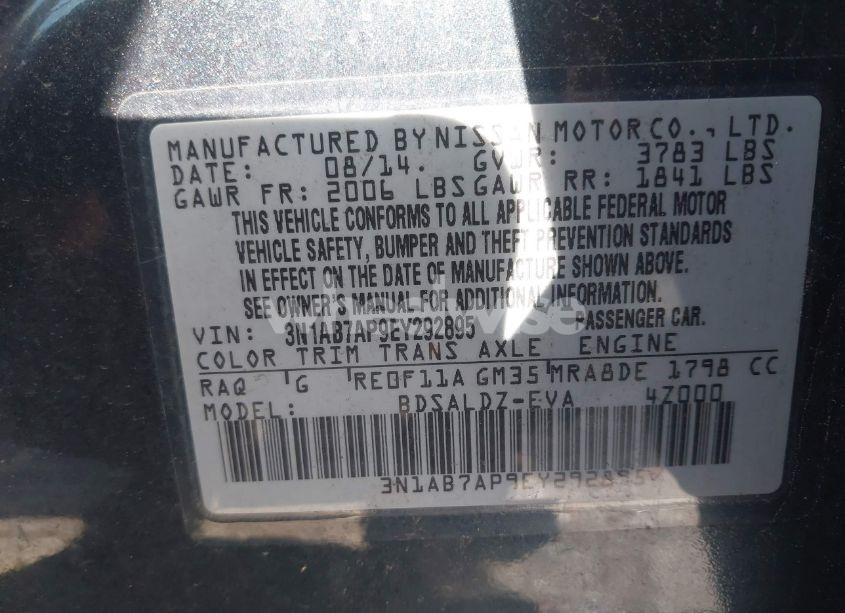 MANUFACTURED BY NISSAN MOTOR CO., LTD.
DATE: 08/14. GVWR: 3783 LBS
GAWR FR: 2006 LBS GAWR RR: 1841 LBS
THIS VEHICLE CONFORMS TO ALL APPLICABLE FEDERAL MOTOR
VEHICLE SAFETY, BUMPER AND THEFT PREVENTION STANDARDS
IN EFFECT ON THE DATE OF MANUFACTURE SHOWN ABOVE.
SEE OWNER'S MANUAL FOR ADDITIONAL INFORMATION.
VIN: 3N1AB7AP9EY292895 PASSENGER CAR.
COLOR TRIM TRANS AXLE ENGINE
RAQ G RE0F11A GM35 MRA8DE 1798 CC
MODEL: BDSALDZ-EVA 4Z000
3N1AB7AP9EY292895